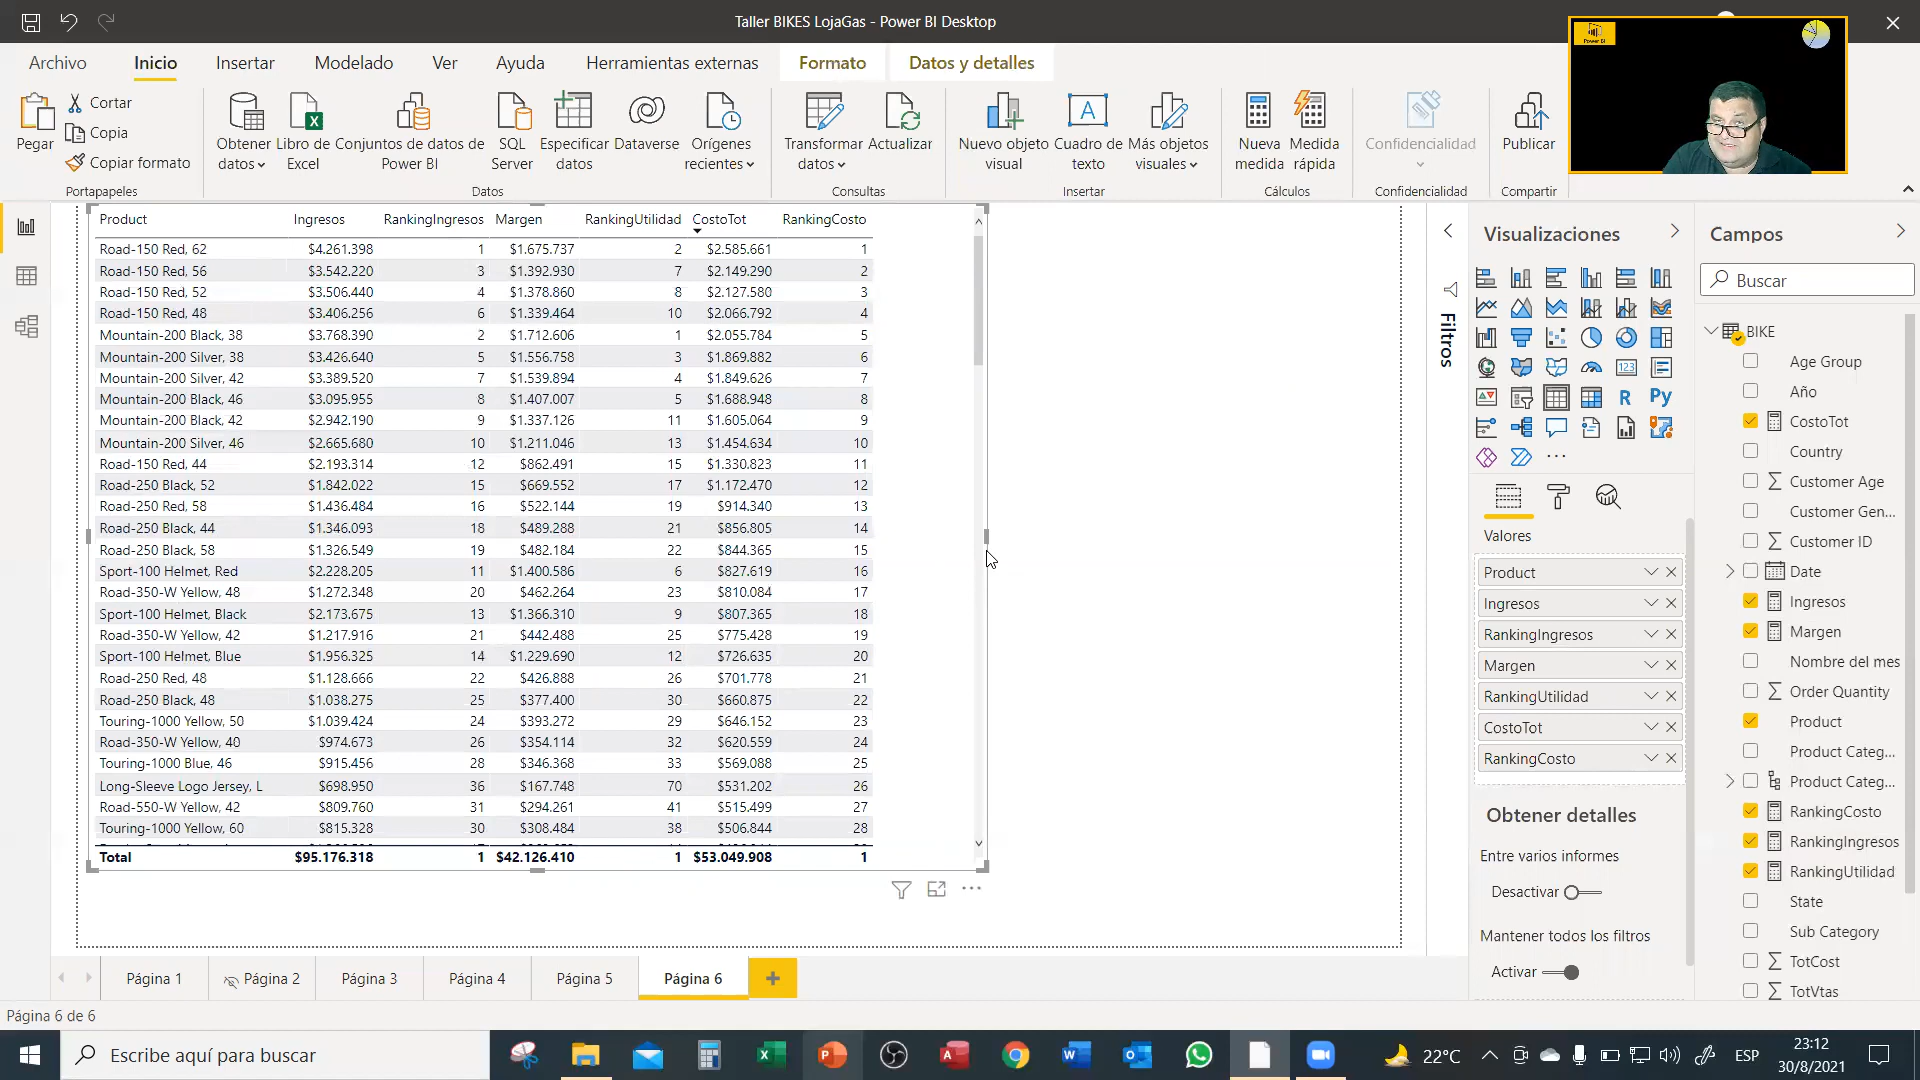 Taller BIKES LojaGas - Power BI Desktop
Power BI
Archivo Inicio Insertar Modelado Ver Ayuda Herramientas externas Formato Datos y detalles
Pegar
Cortar
Copia
Copiar formato
Portapapeles
Obtener datos
Libro de Excel
Conjuntos de datos de Power BI
SQL Server
Especificar datos
Dataverse
Orígenes recientes
Datos
Transformar datos
Actualizar
Consultas
Nuevo objeto visual
Cuadro de texto
Más objetos visuales
Insertar
Nueva medida
Medida rápida
Cálculos
Confidencialidad
Confidencialidad
Publicar
Compartir
Product Ingresos RankingIngresos Margen RankingUtilidad CostoTot RankingCosto
Road-150 Red, 62 $4.261.398 1 $1.675.737 2 $2.585.661 1
Road-150 Red, 56 $3.542.220 3 $1.392.930 7 $2.149.290 2
Road-150 Red, 52 $3.506.440 4 $1.378.860 8 $2.127.580 3
Road-150 Red, 48 $3.406.256 6 $1.339.464 10 $2.066.792 4
Mountain-200 Black, 38 $3.768.390 2 $1.712.606 1 $2.055.784 5
Mountain-200 Silver, 38 $3.426.640 5 $1.556.758 3 $1.869.882 6
Mountain-200 Silver, 42 $3.389.520 7 $1.539.894 4 $1.849.626 7
Mountain-200 Black, 46 $3.095.955 8 $1.407.007 5 $1.688.948 8
Mountain-200 Black, 42 $2.942.190 9 $1.337.126 11 $1.605.064 9
Mountain-200 Silver, 46 $2.665.680 10 $1.211.046 13 $1.454.634 10
Road-150 Red, 44 $2.193.314 12 $862.491 15 $1.330.823 11
Road-250 Black, 52 $1.842.022 15 $669.552 17 $1.172.470 12
Road-250 Red, 58 $1.436.484 16 $522.144 19 $914.340 13
Road-250 Black, 44 $1.346.093 18 $489.288 21 $856.805 14
Road-250 Black, 58 $1.326.549 19 $482.184 22 $844.365 15
Sport-100 Helmet, Red $2.228.205 11 $1.400.586 6 $827.619 16
Road-350-W Yellow, 48 $1.272.348 20 $462.264 23 $810.084 17
Sport-100 Helmet, Black $2.173.675 13 $1.366.310 9 $807.365 18
Road-350-W Yellow, 42 $1.217.916 21 $442.488 25 $775.428 19
Sport-100 Helmet, Blue $1.956.325 14 $1.229.690 12 $726.635 20
Road-250 Red, 48 $1.128.666 22 $426.888 26 $701.778 21
Road-250 Black, 48 $1.038.275 25 $377.400 30 $660.875 22
Touring-1000 Yellow, 50 $1.039.424 24 $393.272 29 $646.152 23
Road-350-W Yellow, 40 $974.673 26 $354.114 32 $620.559 24
Touring-1000 Blue, 46 $915.456 28 $346.368 33 $569.088 25
Long-Sleeve Logo Jersey, L $698.950 36 $167.748 70 $531.202 26
Road-550-W Yellow, 42 $809.760 31 $294.261 41 $515.499 27
Touring-1000 Yellow, 60 $815.328 30 $308.484 38 $506.844 28
Total $95.176.318 1 $42.126.410 1 $53.049.908 1
Filtros
Visualizaciones
R Py
123
Valores
Product
Ingresos
RankingIngresos
Margen
RankingUtilidad
CostoTot
RankingCosto
Obtener detalles
Entre varios informes
Desactivar
Mantener todos los filtros
Activar
Campos
Buscar
BIKE
Age Group
Año
CostoTot
Country
Customer Age
Customer Gen...
Customer ID
Date
Ingresos
Margen
Nombre del mes
Order Quantity
Product
Product Categ...
Product Categ...
RankingCosto
RankingIngresos
RankingUtilidad
State
Sub Category
TotCost
TotVtas
Página 1 Página 2 Página 3 Página 4 Página 5 Página 6
Página 6 de 6
Escribe aquí para buscar
22°C
ESP
23:12
30/8/2021